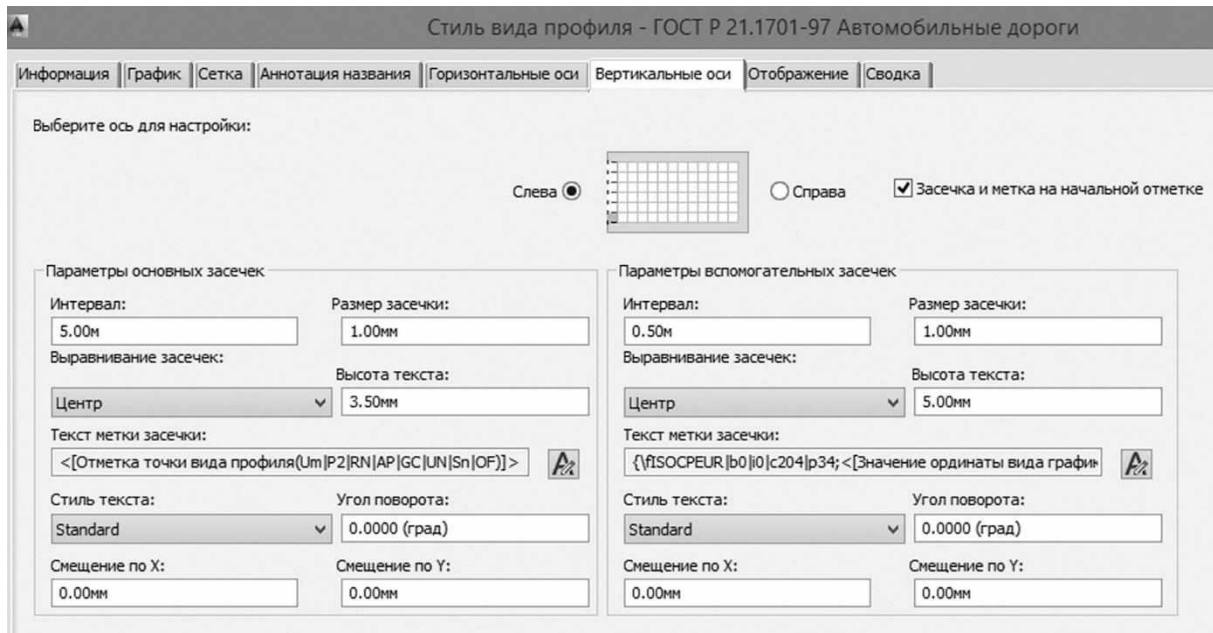 Стиль вида профиля - ГОСТ Р 21.1701-97 Автомобильные дороги
Информация График Сетка Аннотация названия Горизонтальные оси Вертикальные оси Отображение Сводка
Выберите ось для настройки:
Слева Справа Засечка и метка на начальной отметке
Параметры основных засечек
Интервал: Размер засечки:
5.00м 1.00мм
Выравнивание засечек:
Высота текста:
Центр 3.50мм
Текст метки засечки:
<[Отметка точки вида профиля(Um|P2|RN|AP|GC|UN|Sn|OF)]>
Стиль текста: Угол поворота:
Standard 0.0000 (град)
Смещение по X: Смещение по Y:
0.00мм 0.00мм
Параметры вспомогательных засечек
Интервал: Размер засечки:
0.50м 1.00мм
Выравнивание засечек:
Высота текста:
Центр 5.00мм
Текст метки засечки:
{\fISOCPEUR|b0|i0|c204|p34;<[Значение ординаты вида график
Стиль текста: Угол поворота:
Standard 0.0000 (град)
Смещение по X: Смещение по Y:
0.00мм 0.00мм